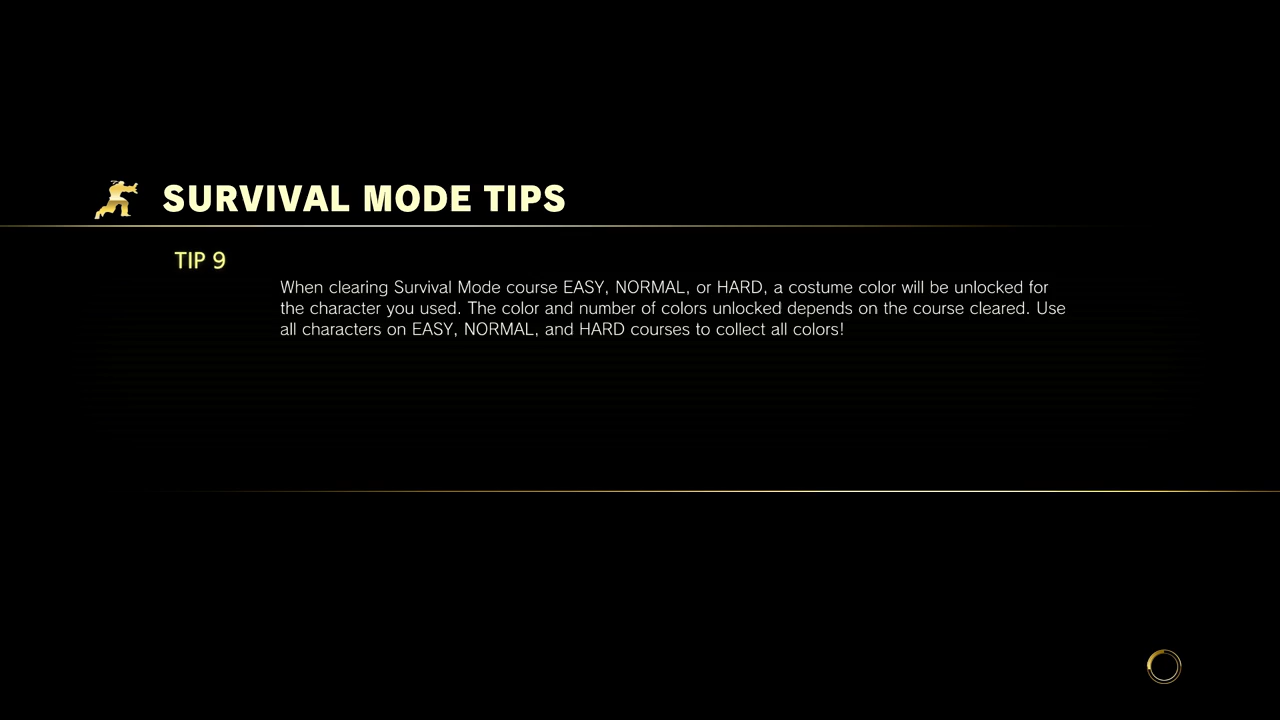 SURVIVAL MODE TIPS
TIP 9
When clearing Survival Mode course EASY, NORMAL, or HARD, a costume color will be unlocked for
the character you used. The color and number of colors unlocked depends on the course cleared. Use
all characters on EASY, NORMAL, and HARD courses to collect all colors!